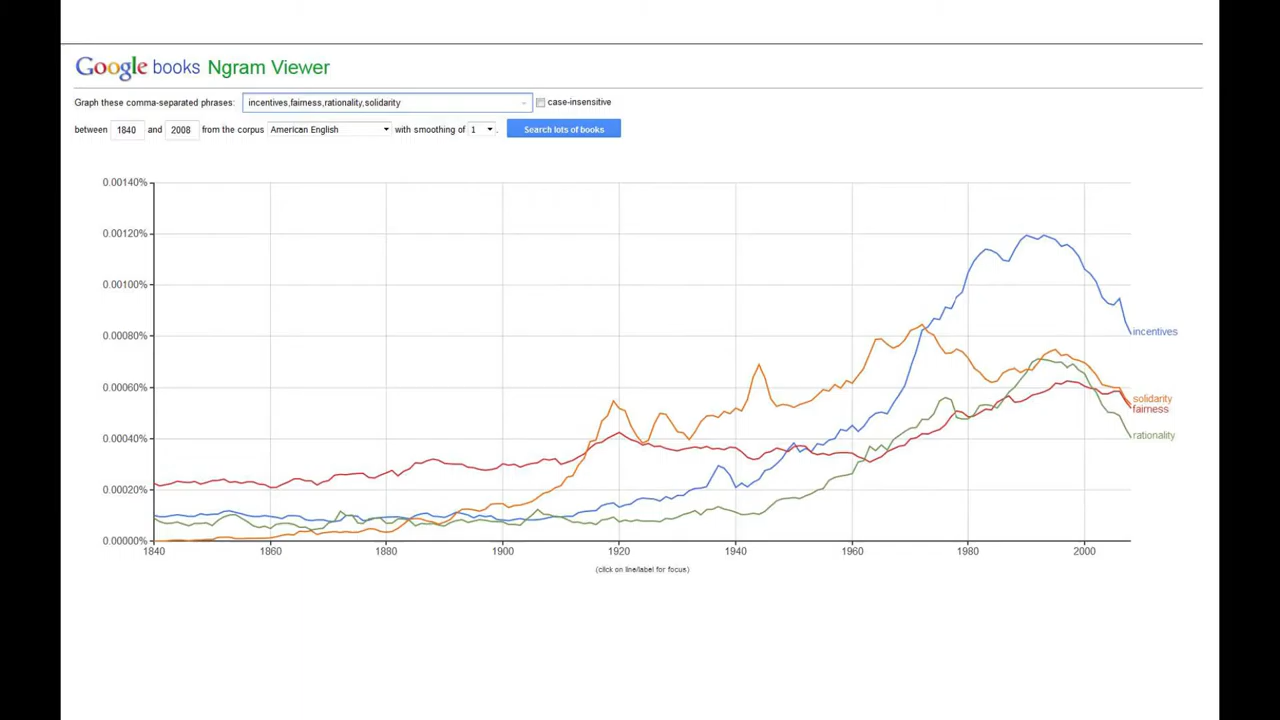 Google books Ngram Viewer
Graph these comma-separated phrases: incentives,fairness,rationality,solidarity case-insensitive
between 1840 and 2008 from the corpus American English with smoothing of 1 . Search lots of books
0.00140%
0.00120%
0.00100%
0.00080%
incentives
0.00060%
solidarity
fairness
0.00040%
rationality
0.00020%
0.00000%
1840 1860 1880 1900 1920 1940 1960 1980 2000
(click on line/label for focus)